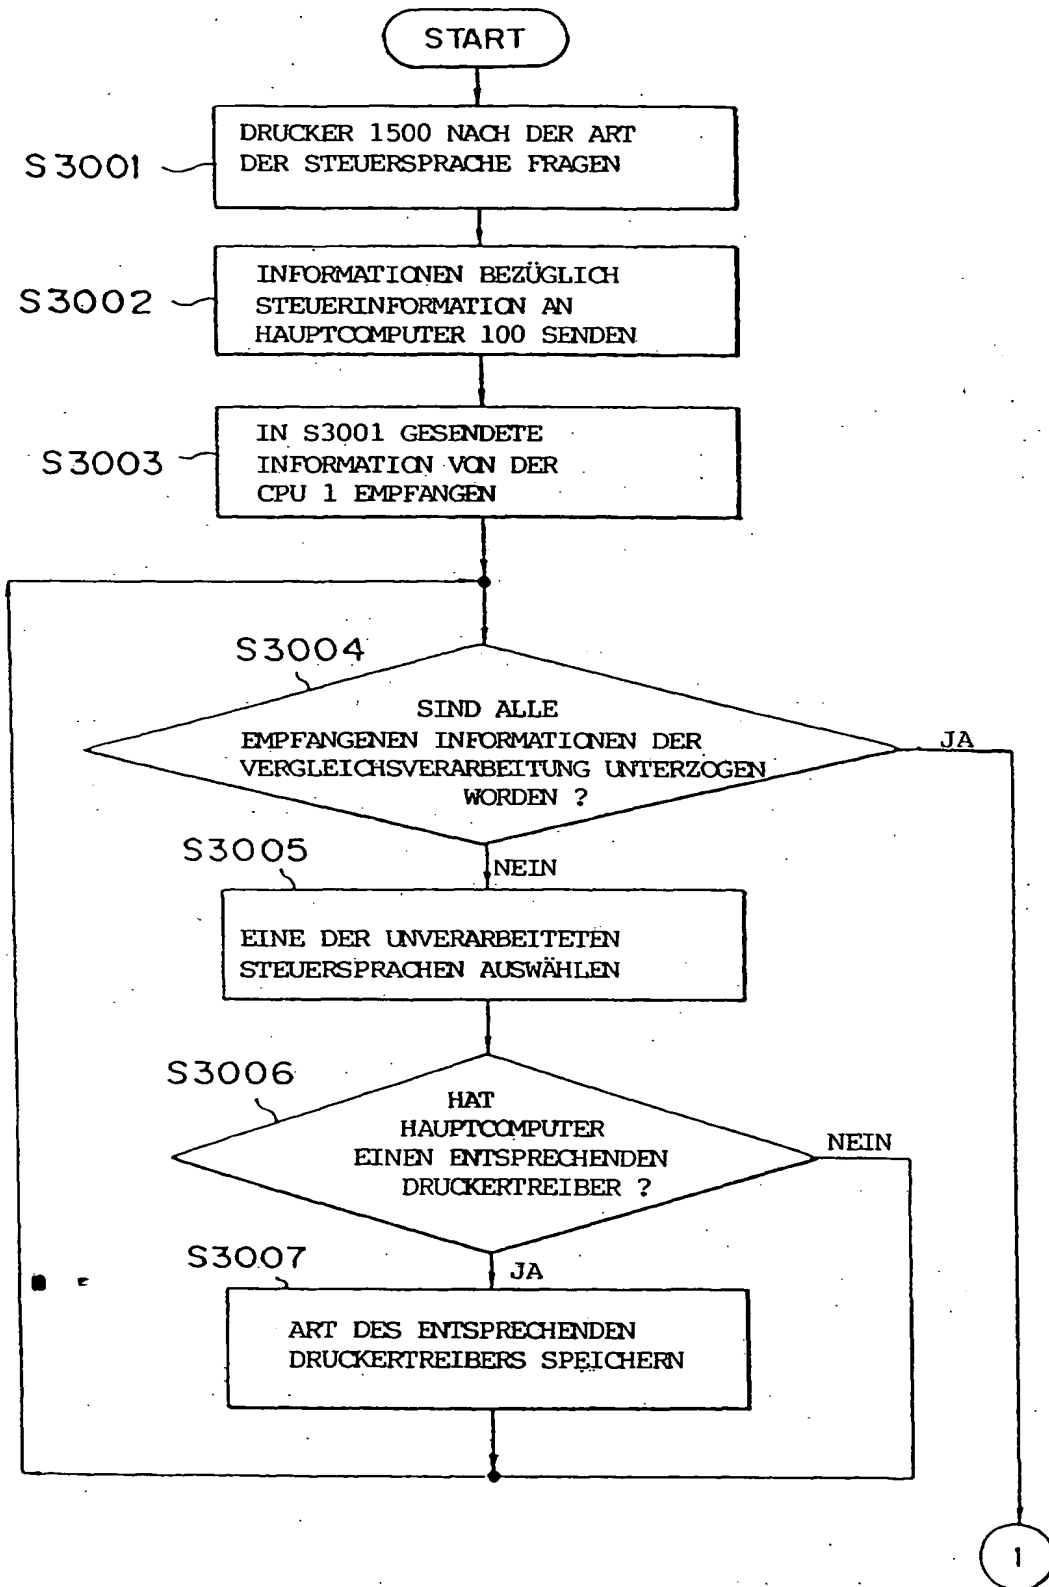 START
S3001
DRUCKER 1500 NACH DER ART
DER STEUERSPRACHE FRAGEN
S3002
INFORMATIONEN BEZÜGLICH
STEUERINFORMATION AN
HAUPTCOMPUTER 100 SENDEN
S3003
IN S3001 GESENDETE
INFORMATION VON DER
CPU 1 EMPFANGEN
S3004
SIND ALLE
EMPFANGENEN INFORMATIONEN DER
VERGLEICHSVERARBEITUNG UNTERZOGEN
WORDEN ?
JA
NEIN
S3005
EINE DER UNVERARBEITETEN
STEUERSPRACHEN AUSWÄHLEN
S3006
HAT
HAUPTCOMPUTER
EINEN ENTSPRECHENDEN
DRUCKERTREIBER ?
NEIN
JA
S3007
ART DES ENTSPRECHENDEN
DRUCKERTREIBERS SPEICHERN
1